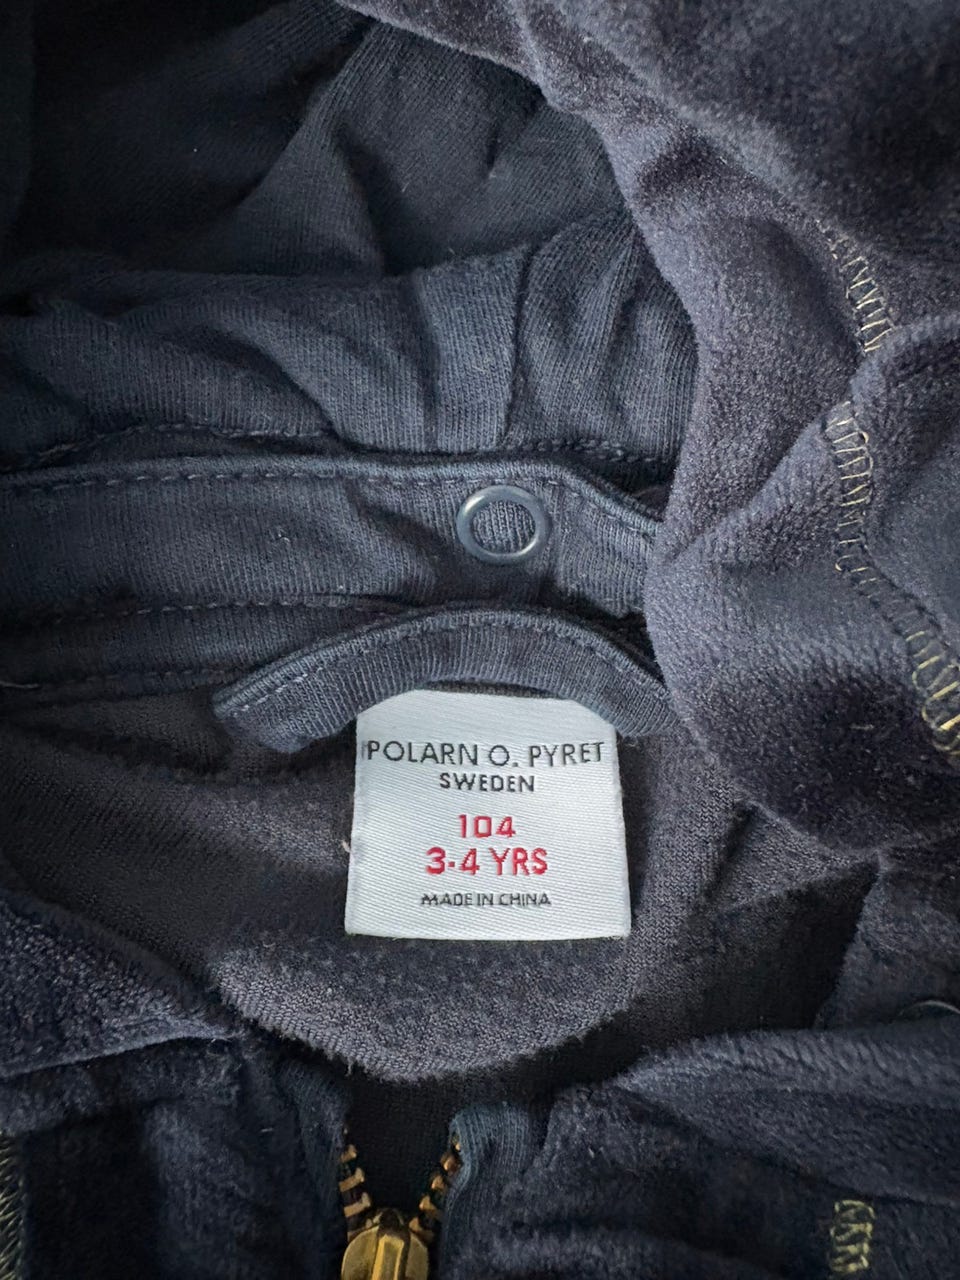 POLARN O. PYRET
SWEDEN
104
3-4 YRS
MADE IN CHINA